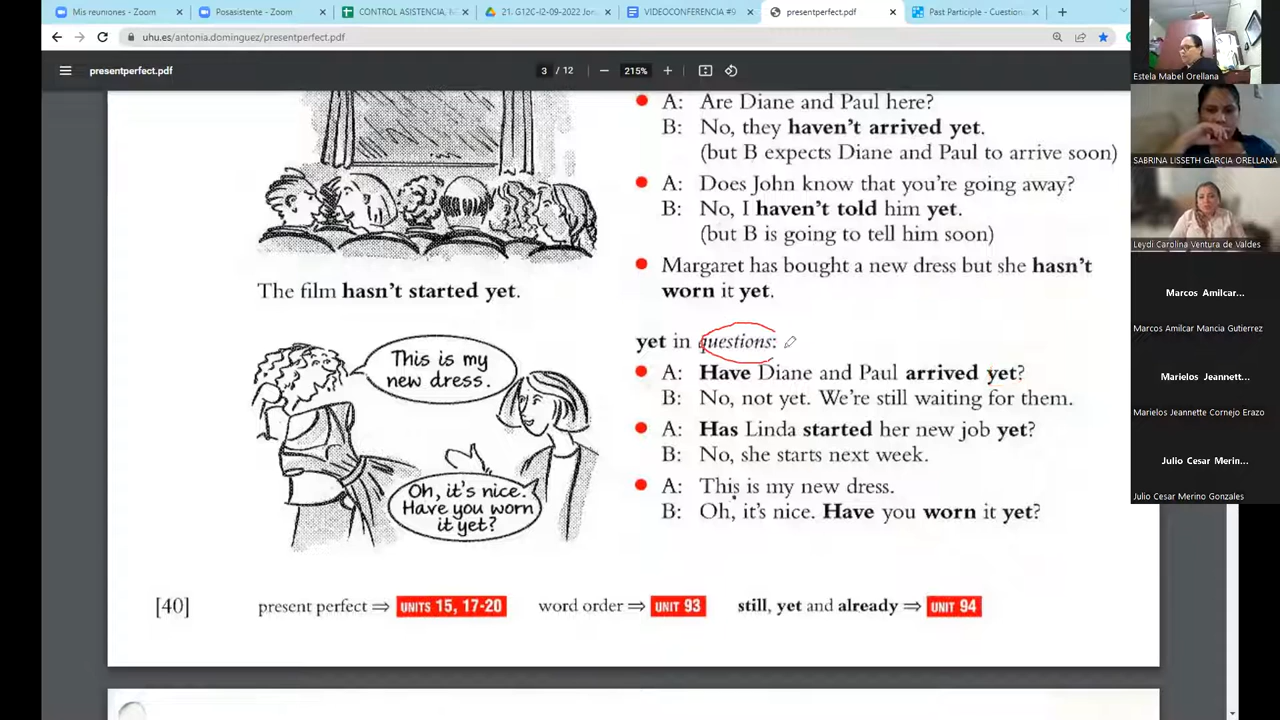 Mis reuniones - Zoom
Posasistente - Zoom
CONTROL ASISTENCIA,
21. G12C-I2-09-2022
VIDEOCONFERENCIA #9
presentperfect.pdf
Past Participle - Cuestion
uhu.es/antonia.dominguez/presentperfect.pdf
presentperfect.pdf
3 / 12
215%
A: Are Diane and Paul here?
B: No, they haven't arrived yet.
(but B expects Diane and Paul to arrive soon)
A: Does John know that you're going away?
B: No, I haven't told him yet.
(but B is going to tell him soon)
Margaret has bought a new dress but she hasn't
worn it yet.
The film hasn't started yet.
yet in questions:
A: Have Diane and Paul arrived yet?
B: No, not yet. We're still waiting for them.
A: Has Linda started her new job yet?
B: No, she starts next week.
A: This is my new dress.
B: Oh, it's nice. Have you worn it yet?
This is my
new dress.
Oh, it's nice.
Have you worn
it yet?
[40]
present perfect ⇒ UNITS 15, 17-20
word order ⇒ UNIT 93
still, yet and already ⇒ UNIT 94
Estela Mabel Orellana
SABRINA LISSETH GARCIA ORELLANA
Leydi Carolina Ventura de Valdes
Marcos Amilcar...
Marcos Amilcar Mancia Gutierrez
Marielos Jeannett...
Marielos Jeannette Cornejo Erazo
Julio Cesar Merin...
Julio Cesar Merino Gonzales